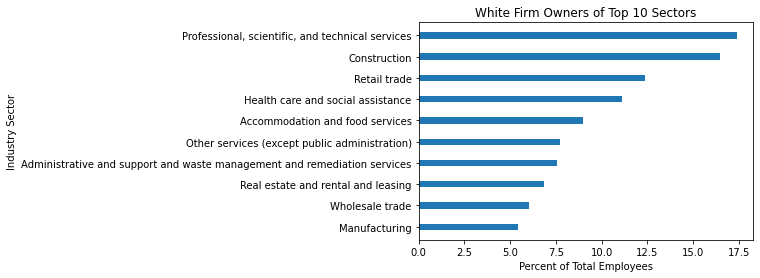 White Firm Owners of Top 10 Sectors
Industry Sector
Professional, scientific, and technical services
Construction
Retail trade
Health care and social assistance
Accommodation and food services
Other services (except public administration)
Administrative and support and waste management and remediation services
Real estate and rental and leasing
Wholesale trade
Manufacturing
0.0 2.5 5.0 7.5 10.0 12.5 15.0 17.5
Percent of Total Employees